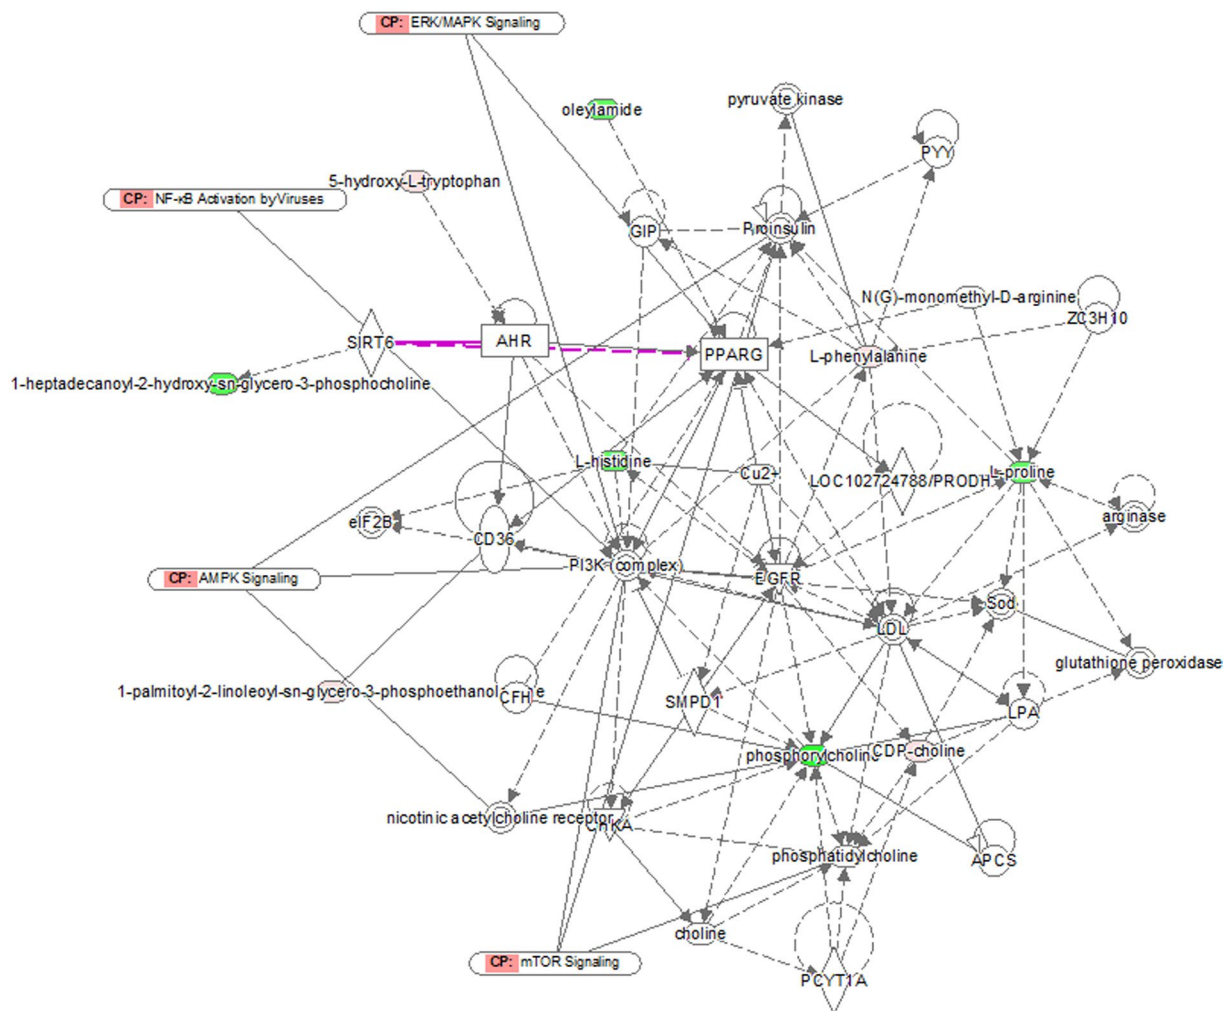 CP: ERK/MAPK Signaling
pyruvate kinase
oleylamide
PYY
5-hydroxy-L-tryptophan
CP: NF-κB Activation byViruses
GIP
Proinsulin
N(G)-monomethyl-D-arginine
ZC3H10
SIRT6
AHR
PPARG
L-phenylalanine
1-heptadecanoyl-2-hydroxy-sn-glycero-3-phosphocholine
L-histidine
Cu2+
LOC102724788/PRODH
L-proline
eIF2B
arginase
CD36
PI3K (complex)
EGFR
CP: AMPK Signaling
Sod
LDL
glutathione peroxidase
1-palmitoyl-2-linoleoyl-sn-glycero-3-phosphoethanol e
CFH
SMPD1
LPA
phosphorylcholine
CDP-choline
nicotinic acetylcholine receptor
CHKA
phosphatidylcholine
APCS
choline
CP: mTOR Signaling
PCYT1A